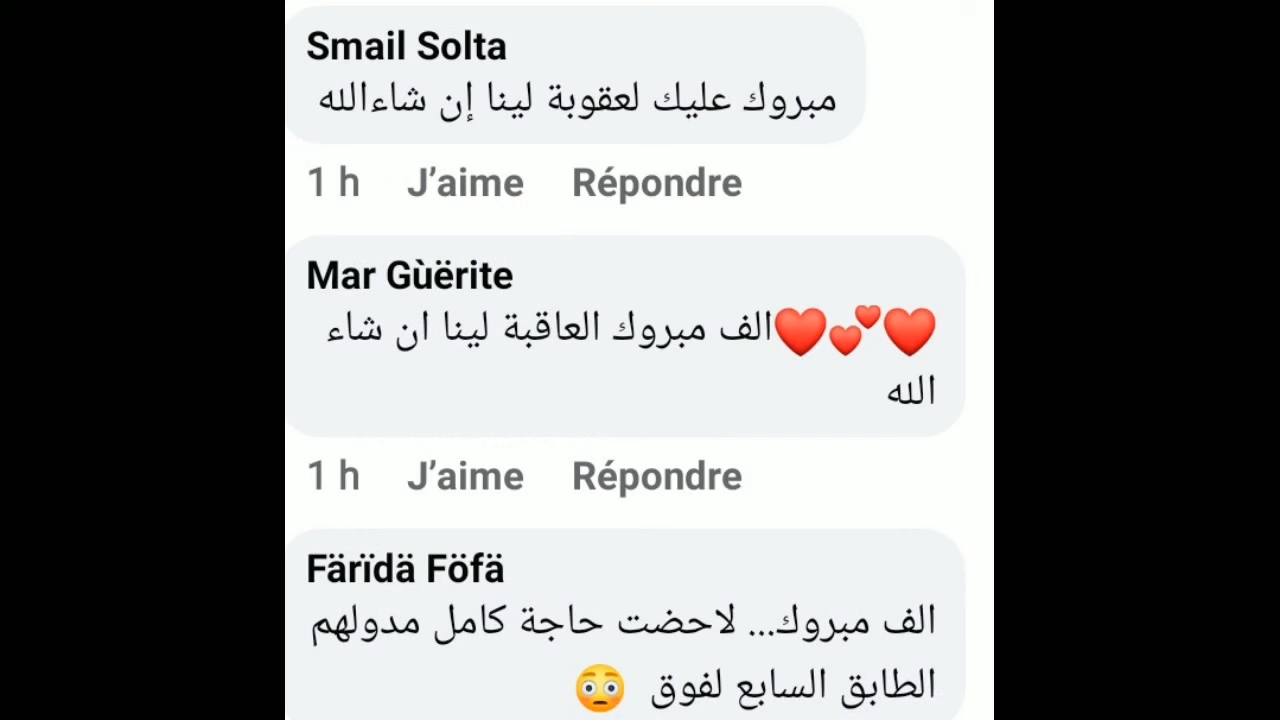 Smail Solta
مبروك عليك لعقوبة لينا إن شاءالله
1 h J’aime Répondre
Mar Gùërite
❤️💕❤️الف مبروك العاقبة لينا ان شاء
الله
1 h J’aime Répondre
Färïdä Föfä
الف مبروك... لاحضت حاجة كامل مدولهم
الطابق السابع لفوق 😳